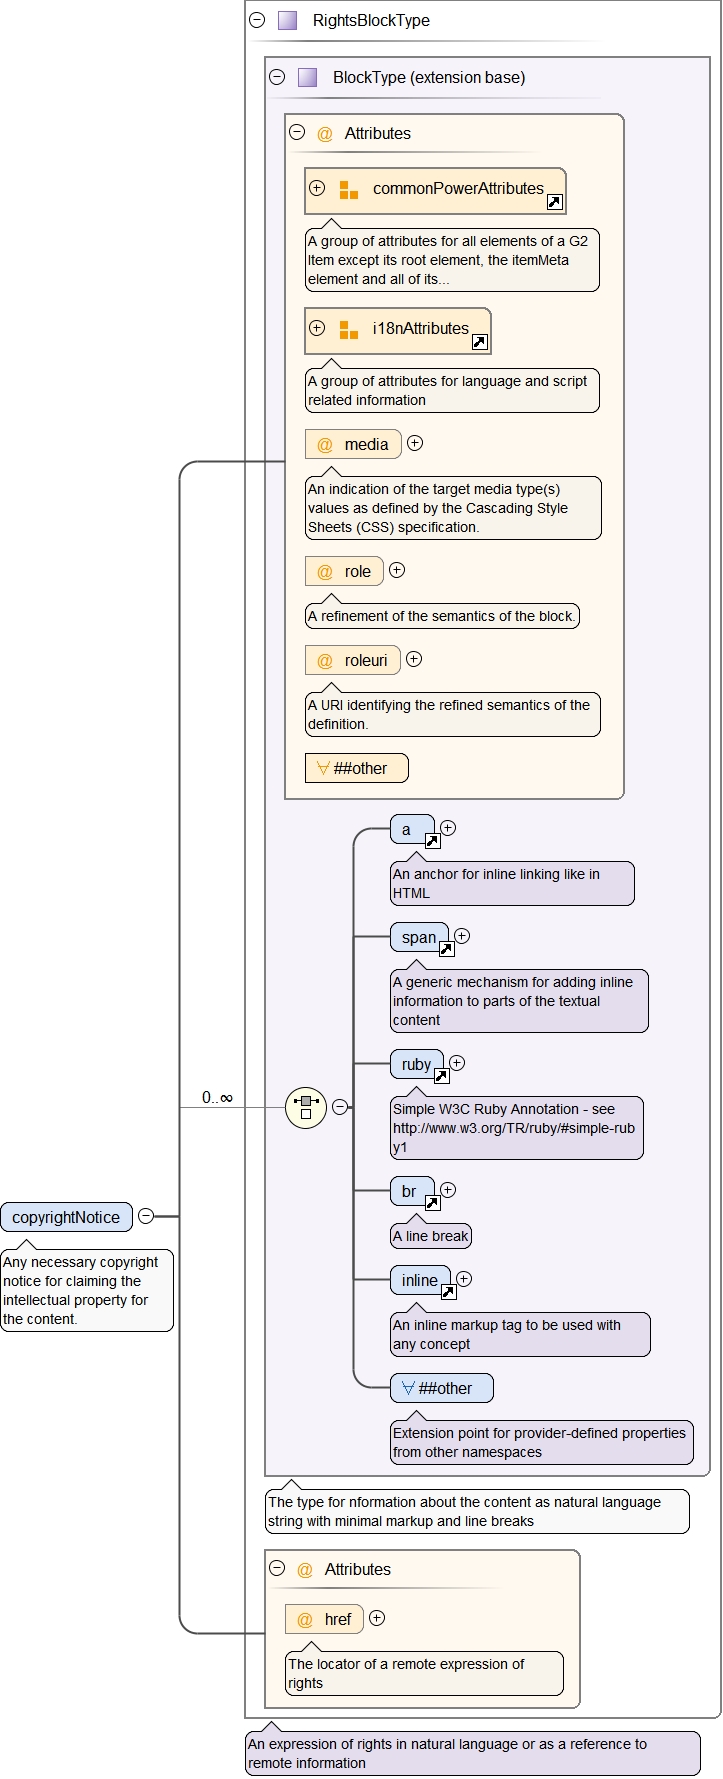 RightsBlockType
BlockType (extension base)
@ Attributes
commonPowerAttributes
A group of attributes for all elements of a G2
Item except its root element, the itemMeta
element and all of its...
i18nAttributes
A group of attributes for language and script
related information
@ media
An indication of the target media type(s)
values as defined by the Cascading Style
Sheets (CSS) specification.
@ role
A refinement of the semantics of the block.
@ roleuri
A URI identifying the refined semantics of the
definition.
##other
a
An anchor for inline linking like in
HTML
span
A generic mechanism for adding inline
information to parts of the textual
content
ruby
Simple W3C Ruby Annotation - see
http://www.w3.org/TR/ruby/#simple-rub
y1
0..∞
br
A line break
copyrightNotice
Any necessary copyright
notice for claiming the
intellectual property for
the content.
inline
An inline markup tag to be used with
any concept
##other
Extension point for provider-defined properties
from other namespaces
The type for nformation about the content as natural language
string with minimal markup and line breaks
@ Attributes
@ href
The locator of a remote expression of
rights
An expression of rights in natural language or as a reference to
remote information